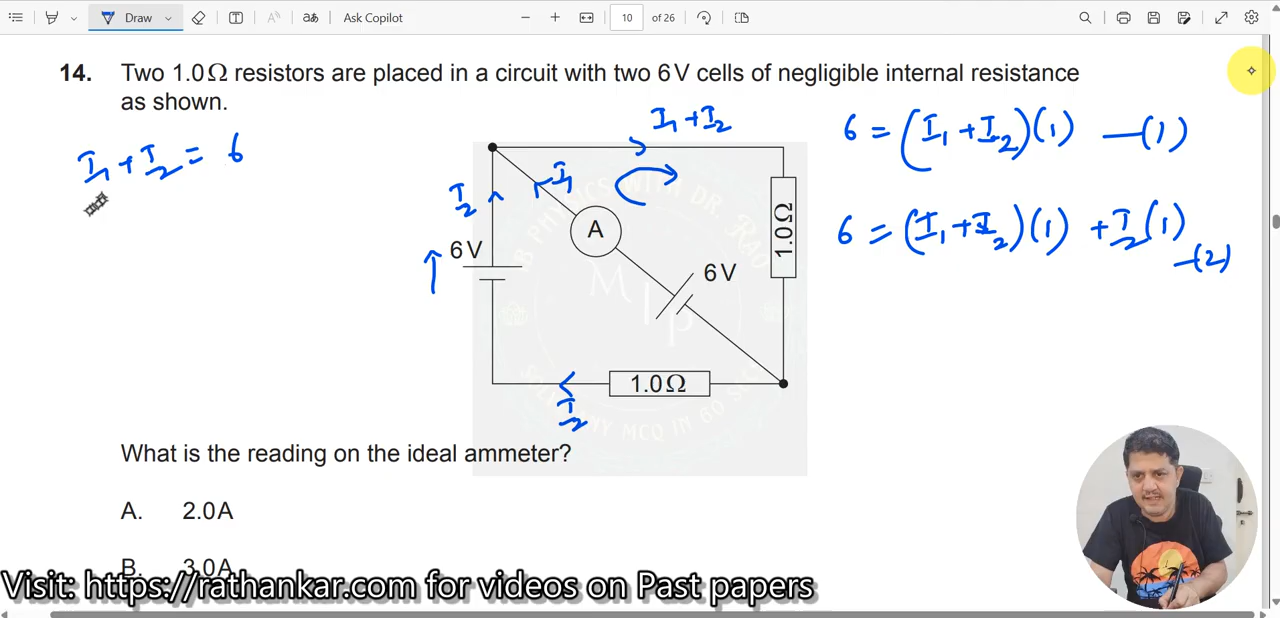 Draw
Ask Copilot
10 of 26
14. Two 1.0Ω resistors are placed in a circuit with two 6V cells of negligible internal resistance
as shown.
I₁ + I₂ = 6
I₁ + I₂
6 = (I₁ + I₂)(1) —(1)
I₁
I₂
A
1.0Ω
6 = (I₁ + I₂)(1) + I₂(1)
—(2)
6V
6V
1.0Ω
I₂
What is the reading on the ideal ammeter?
A. 2.0A
B. 3.0A
Visit: https://rathankar.com for videos on Past papers